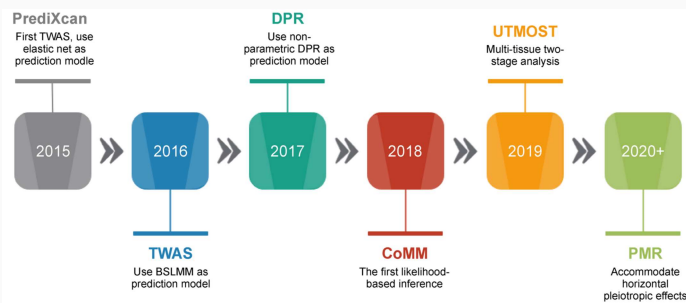 PrediXcan
First TWAS, use
elastic net as
prediction modle
DPR
Use non-
parametric DPR as
prediction model
UTMOST
Multi-tissue two-
stage analysis
2015
2016
2017
2018
2019
2020+
TWAS
Use BSLMM as
prediction model
CoMM
The first likelihood-
based inference
PMR
Accommodate
horizontal
pleiotropic effects